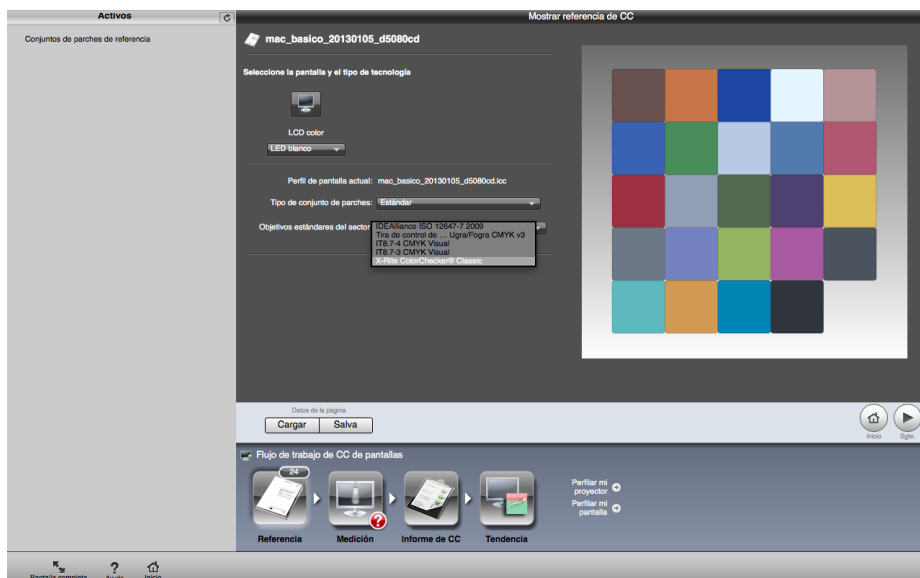 Activos
Mostrar referencia de CC
Conjuntos de parches de referencia
mac_basico_20130105_d5080cd
Seleccione la pantalla y el tipo de tecnología
LCD color
LED blanco
Perfil de pantalla actual: mac_basico_20130105_d5080cd.icc
Tipo de conjunto de parches: Estándar
Objetivos estándares del sector
IDEAlliance ISO 12647-7 2009
Tira de control de ... Ugra/Fogra CMYK v3
IT8.7-4 CMYK Visual
IT8.7-3 CMYK Visual
X-Rite ColorChecker® Classic
Datos de la página
Cargar Salva
Inicio Sgte.
Flujo de trabajo de CC de pantallas
24
Perfilar mi proyector
Perfilar mi pantalla
Referencia Medición Informe de CC Tendencia
Pantalla completa Ayuda Inicio